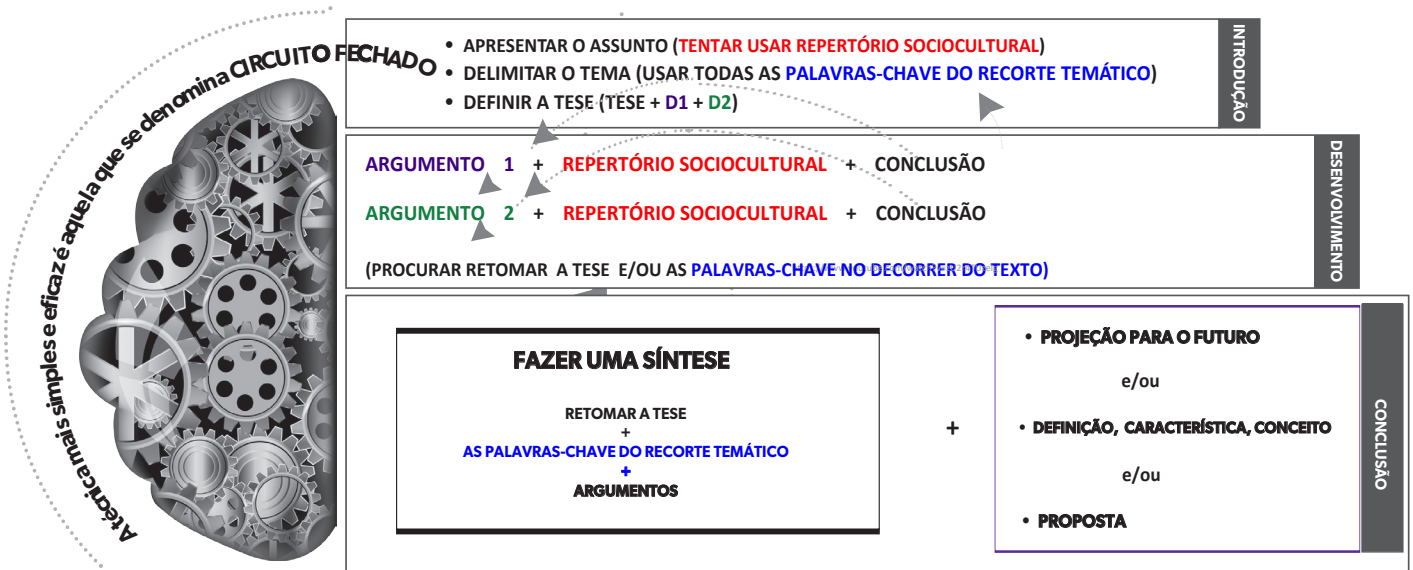 A técnica mais simples e eficaz é aquela que se denomina CIRCUITO FECHADO
• APRESENTAR O ASSUNTO (TENTAR USAR REPERTÓRIO SOCIOCULTURAL)
• DELIMITAR O TEMA (USAR TODAS AS PALAVRAS-CHAVE DO RECORTE TEMÁTICO)
• DEFINIR A TESE (TESE + D1 + D2)
INTRODUÇÃO
ARGUMENTO 1 + REPERTÓRIO SOCIOCULTURAL + CONCLUSÃO
ARGUMENTO 2 + REPERTÓRIO SOCIOCULTURAL + CONCLUSÃO
(PROCURAR RETOMAR A TESE E/OU AS PALAVRAS-CHAVE NO DECORRER DO TEXTO)
DESENVOLVIMENTO
FAZER UMA SÍNTESE
RETOMAR A TESE
+
AS PALAVRAS-CHAVE DO RECORTE TEMÁTICO
+
ARGUMENTOS
+
• PROJEÇÃO PARA O FUTURO
e/ou
• DEFINIÇÃO, CARACTERÍSTICA, CONCEITO
e/ou
• PROPOSTA
CONCLUSÃO